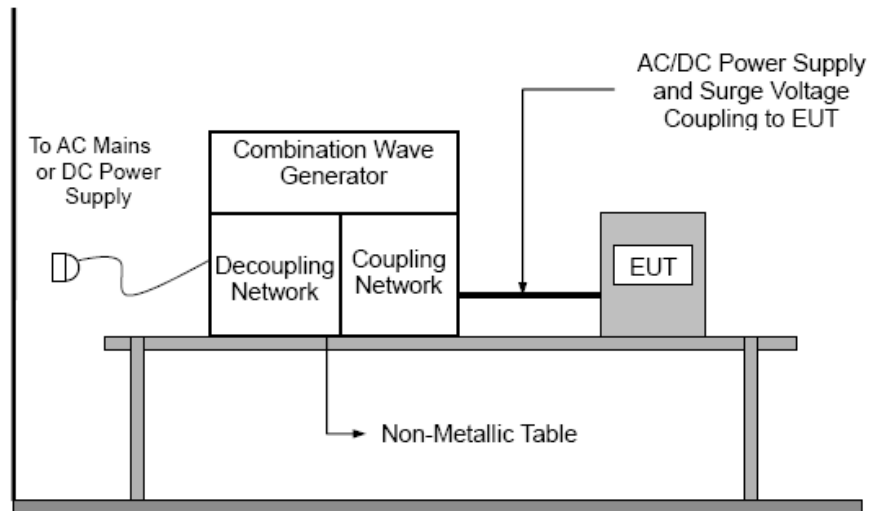 AC/DC Power Supply
and Surge Voltage
Coupling to EUT
To AC Mains
or DC Power
Supply
Combination Wave
Generator
Decoupling
Network
Coupling
Network
EUT
Non-Metallic Table